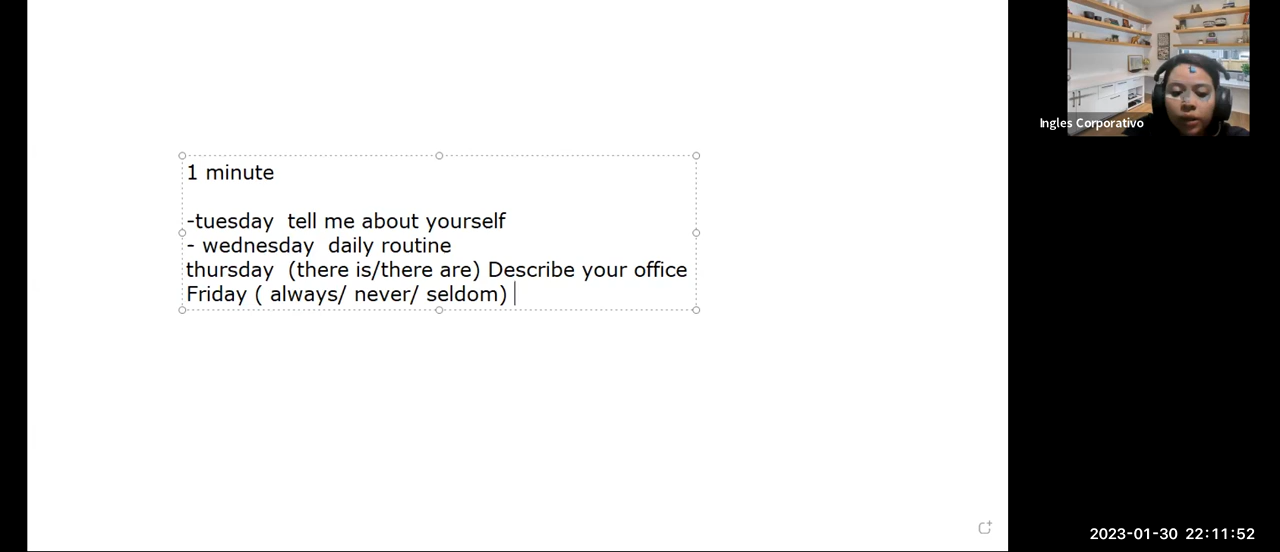 1 minute
-tuesday  tell me about yourself
- wednesday  daily routine
thursday  (there is/there are) Describe your office
Friday ( always/ never/ seldom)
Ingles Corporativo
2023-01-30 22:11:52